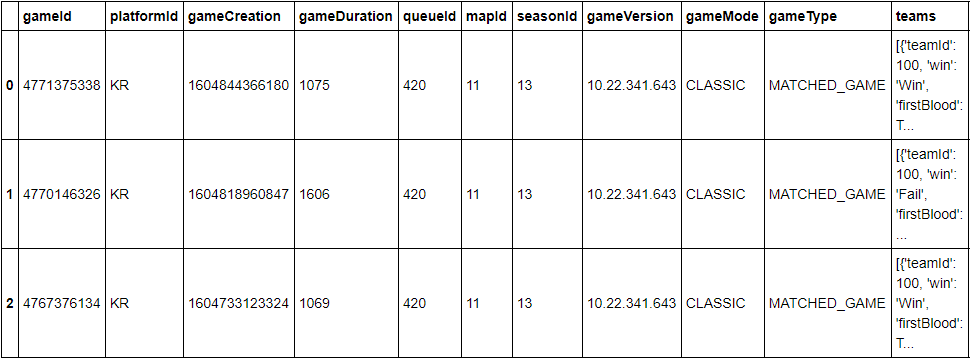 gameId platformId gameCreation gameDuration queueId mapId seasonId gameVersion gameMode gameType teams
0 4771375338 KR 1604844366180 1075 420 11 13 10.22.341.643 CLASSIC MATCHED_GAME [{'teamId':
100, 'win':
'Win',
'firstBlood':
T...
1 4770146326 KR 1604818960847 1606 420 11 13 10.22.341.643 CLASSIC MATCHED_GAME [{'teamId':
100, 'win':
'Fail',
'firstBlood':
...
2 4767376134 KR 1604733123324 1069 420 11 13 10.22.341.643 CLASSIC MATCHED_GAME [{'teamId':
100, 'win':
'Win',
'firstBlood':
T...